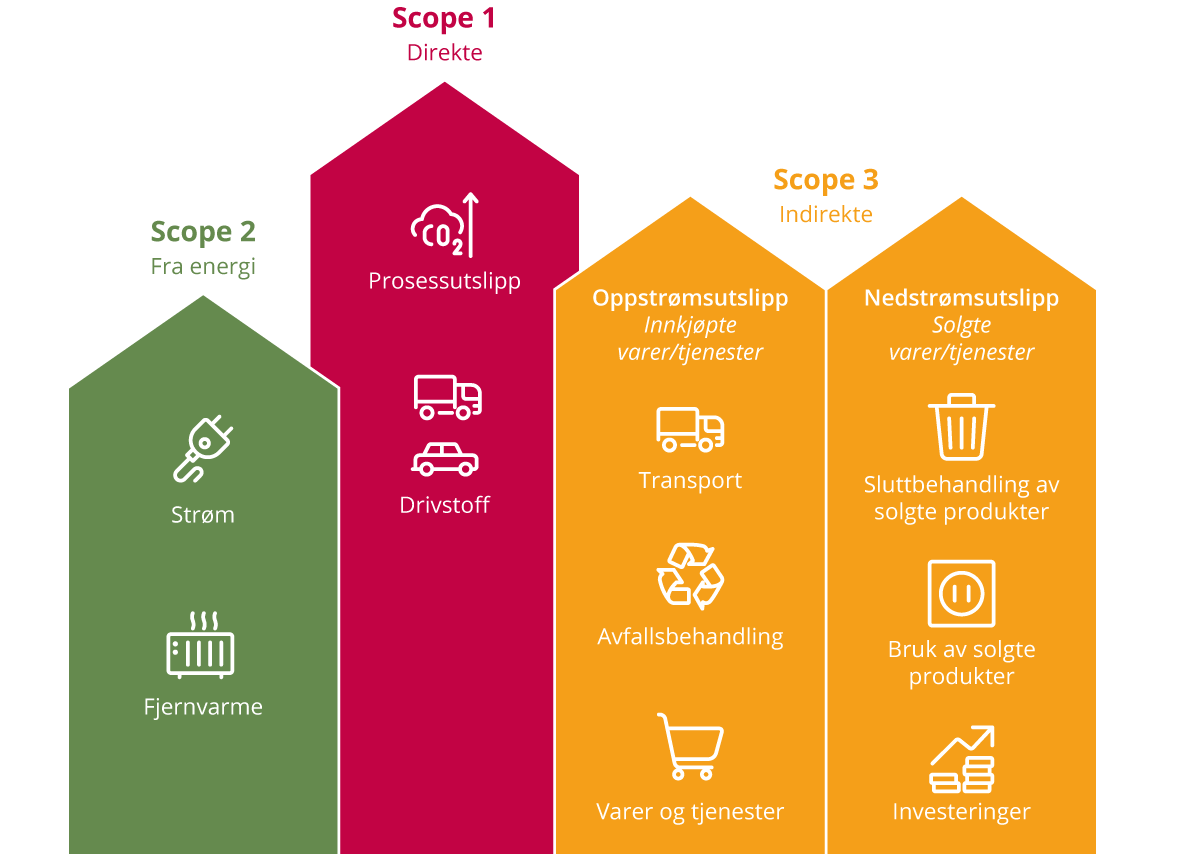 Scope 1
Direkte
CO2
Prosessutslipp
Drivstoff
Scope 2
Fra energi
Strøm
Fjernvarme
Scope 3
Indirekte
Oppstrømsutslipp
Innkjøpte
varer/tjenester
Transport
Avfallsbehandling
Varer og tjenester
Nedstrømsutslipp
Solgte
varer/tjenester
Sluttbehandling av
solgte produkter
Bruk av solgte
produkter
Investeringer